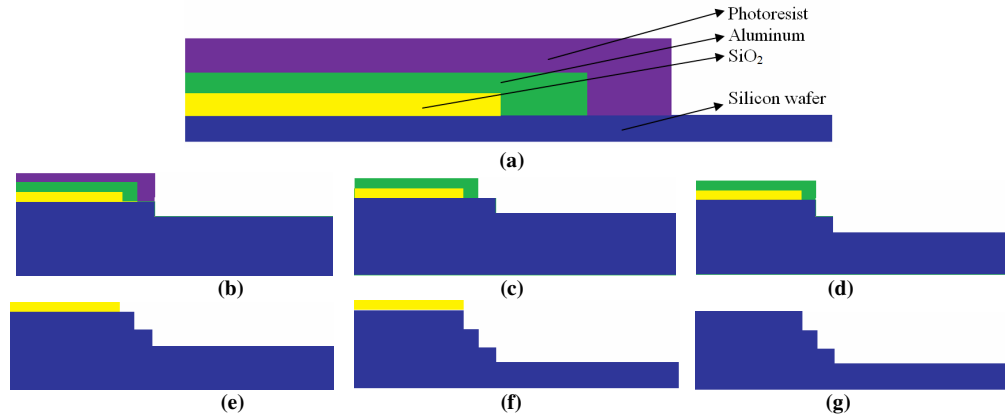 Photoresist
Aluminum
SiO₂
Silicon wafer
(a)
(b)
(c)
(d)
(e)
(f)
(g)